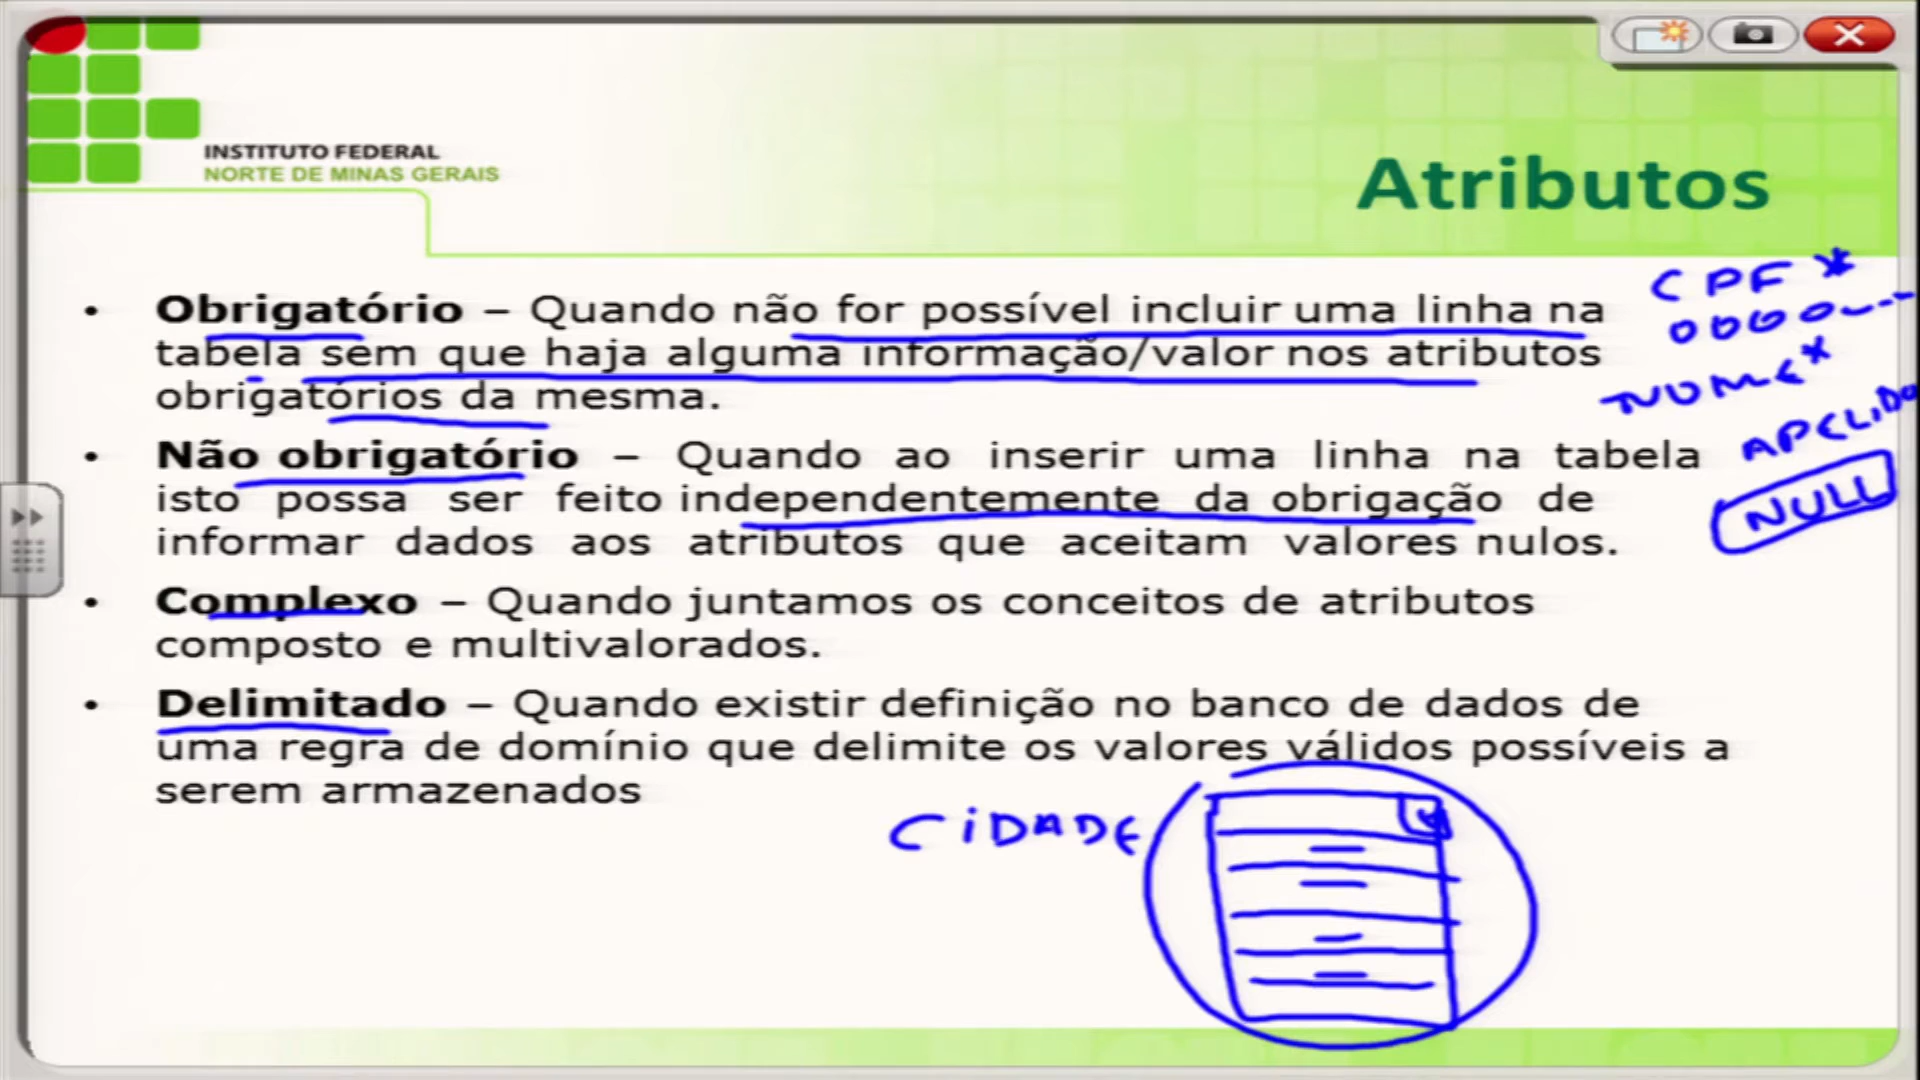 INSTITUTO FEDERAL
NORTE DE MINAS GERAIS
Atributos
• Obrigatório – Quando não for possível incluir uma linha na
tabela sem que haja alguma informação/valor nos atributos
obrigatórios da mesma.
• Não obrigatório – Quando ao inserir uma linha na tabela
isto possa ser feito independentemente da obrigação de
informar dados aos atributos que aceitam valores nulos.
• Complexo – Quando juntamos os conceitos de atributos
composto e multivalorados.
• Delimitado – Quando existir definição no banco de dados de
uma regra de domínio que delimite os valores válidos possíveis a
serem armazenados
CPF *
NOME *
APELIDO
NULL
CIDADE